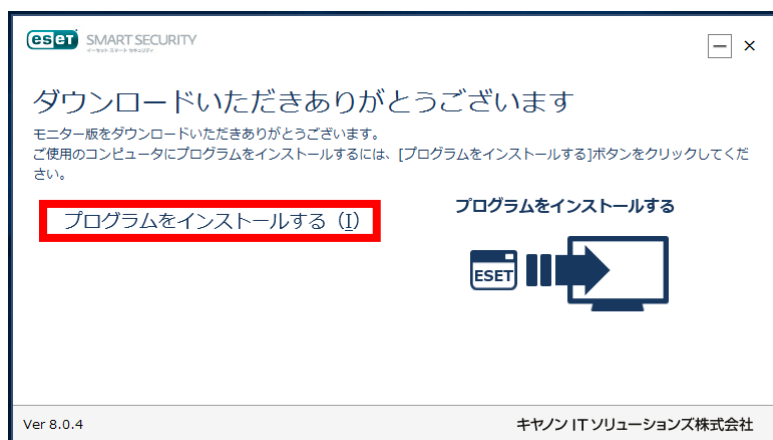 eset SMART SECURITY
イーセット スマート セキュリティ
ダウンロードいただきありがとうございます
モニター版をダウンロードいただきありがとうございます。
ご使用のコンピュータにプログラムをインストールするには、[プログラムをインストールする]ボタンをクリックしてくだ
さい。
プログラムをインストールする（I）
プログラムをインストールする
ESET
Ver 8.0.4
キヤノン ITソリューションズ株式会社